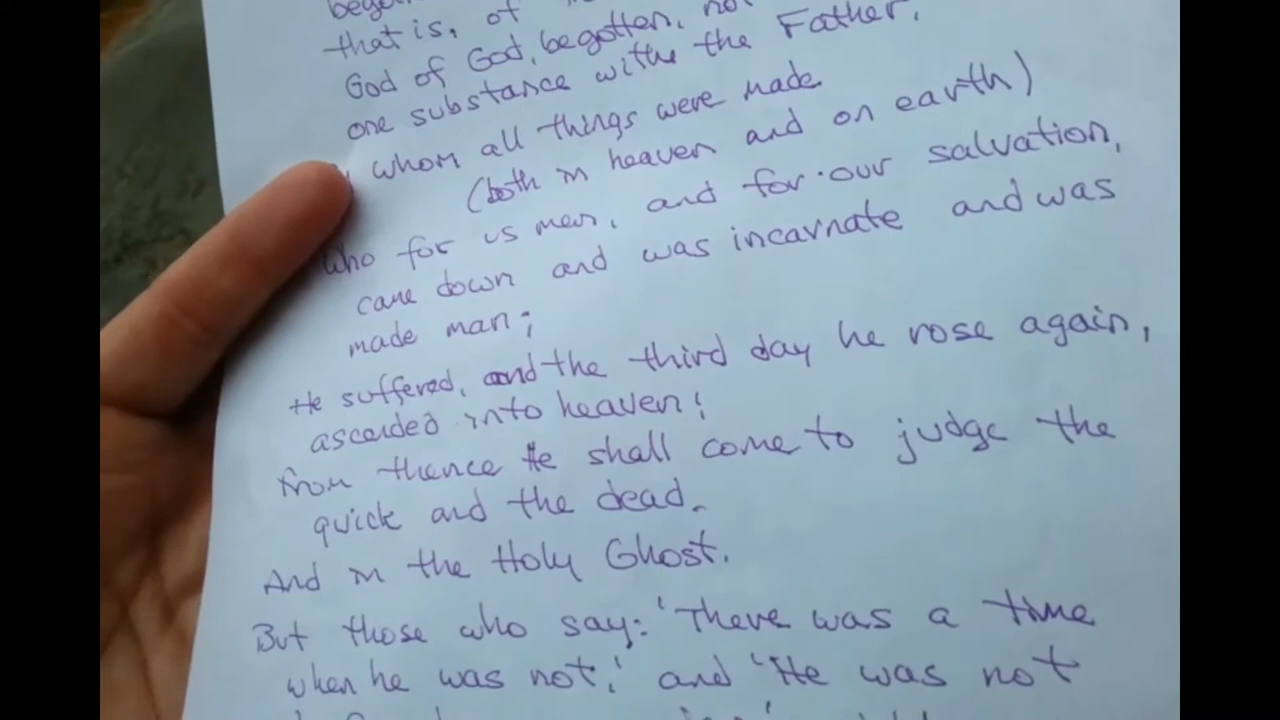 that is, of
God of God, begotten, no
one substance withe the Father.
whom all things were made
(both in heaven and on earth)
Who for us men, and for our salvation,
came down and was incarnate and was
made man;
He suffered, and the third day he rose again,
ascended into heaven;
from thence He shall come to judge the
quick and the dead.
And in the Holy Ghost.
But those who say: 'There was a time
when he was not;' and 'He was not